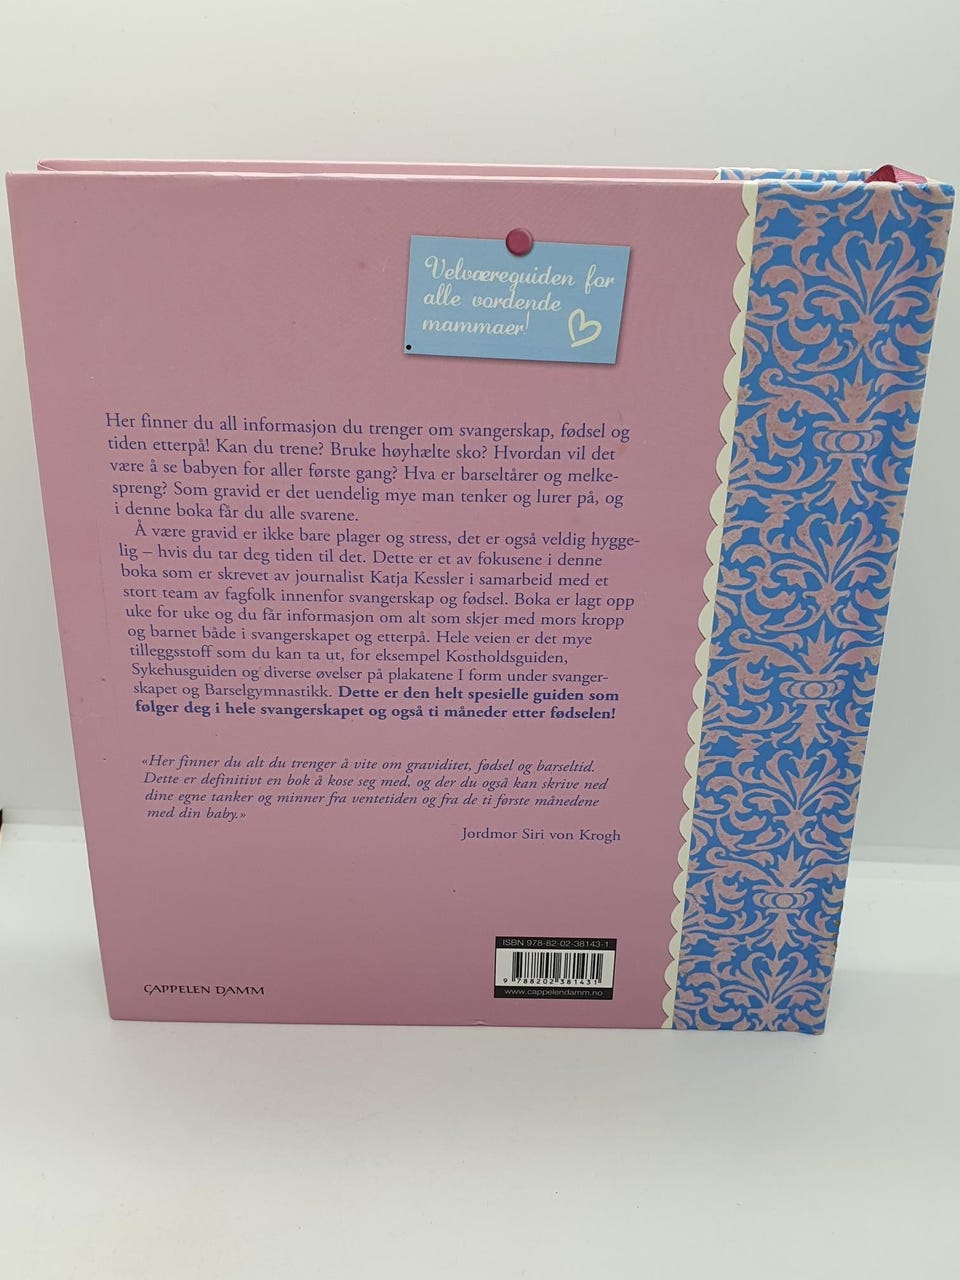 Velværeguiden for
alle vordende
mammaer!
Her finner du all informasjon du trenger om svangerskap, fødsel og
tiden etterpå! Kan du trene? Bruke høyhælte sko? Hvordan vil det
være å se babyen for aller første gang? Hva er barseltårer og melke-
spreng? Som gravid er det uendelig mye man tenker og lurer på, og
i denne boka får du alle svarene.
Å være gravid er ikke bare plager og stress, det er også veldig hygge-
lig – hvis du tar deg tiden til det. Dette er et av fokusene i denne
boka som er skrevet av journalist Katja Kessler i samarbeid med et
stort team av fagfolk innenfor svangerskap og fødsel. Boka er lagt opp
uke for uke og du får informasjon om alt som skjer med mors kropp
og barnet både i svangerskapet og etterpå. Hele veien er det mye
tilleggsstoff som du kan ta ut, for eksempel Kostholdsguiden,
Sykehusguiden og diverse øvelser på plakatene I form under svanger-
skapet og Barselgymnastikk. Dette er den helt spesielle guiden som
følger deg i hele svangerskapet og også ti måneder etter fødselen!
«Her finner du alt du trenger å vite om graviditet, fødsel og barseltid.
Dette er definitivt en bok å kose seg med, og der du også kan skrive ned
dine egne tanker og minner fra ventetiden og fra de ti første månedene
med din baby.»
Jordmor Siri von Krogh
ISBN 978-82-02-38143-1
9 788202 381431
www.cappelendamm.no
CAPPELEN DAMM